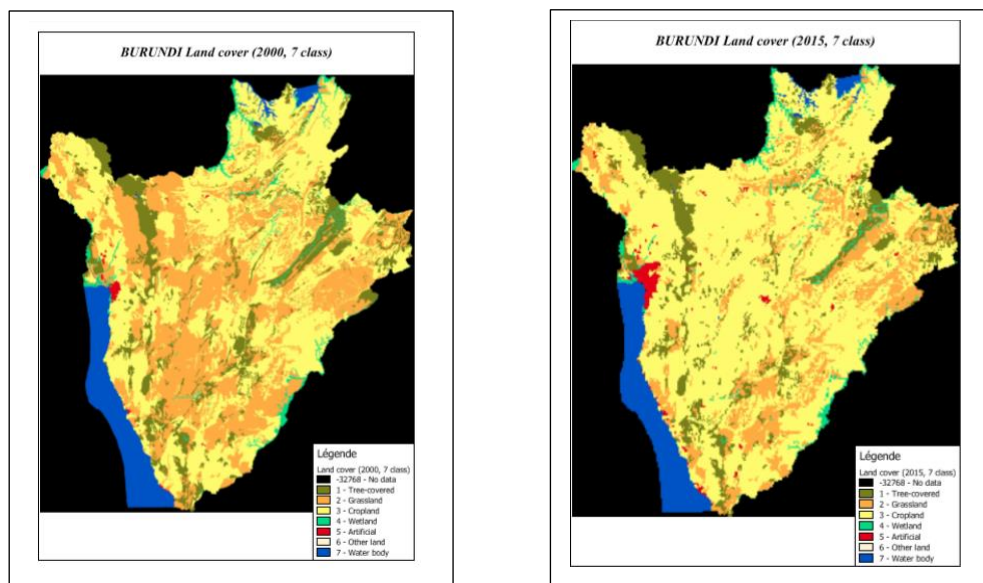 BURUNDI Land cover (2000, 7 class)
Légende
Land cover (2000, 7 class)
-32768 - No data
1 - Tree-covered
2 - Grassland
3 - Cropland
4 - Wetland
5 - Artificial
6 - Other land
7 - Water body
BURUNDI Land cover (2015, 7 class)
Légende
Land cover (2015, 7 class)
-32768 - No data
1 - Tree-covered
2 - Grassland
3 - Cropland
4 - Wetland
5 - Artificial
6 - Other land
7 - Water body